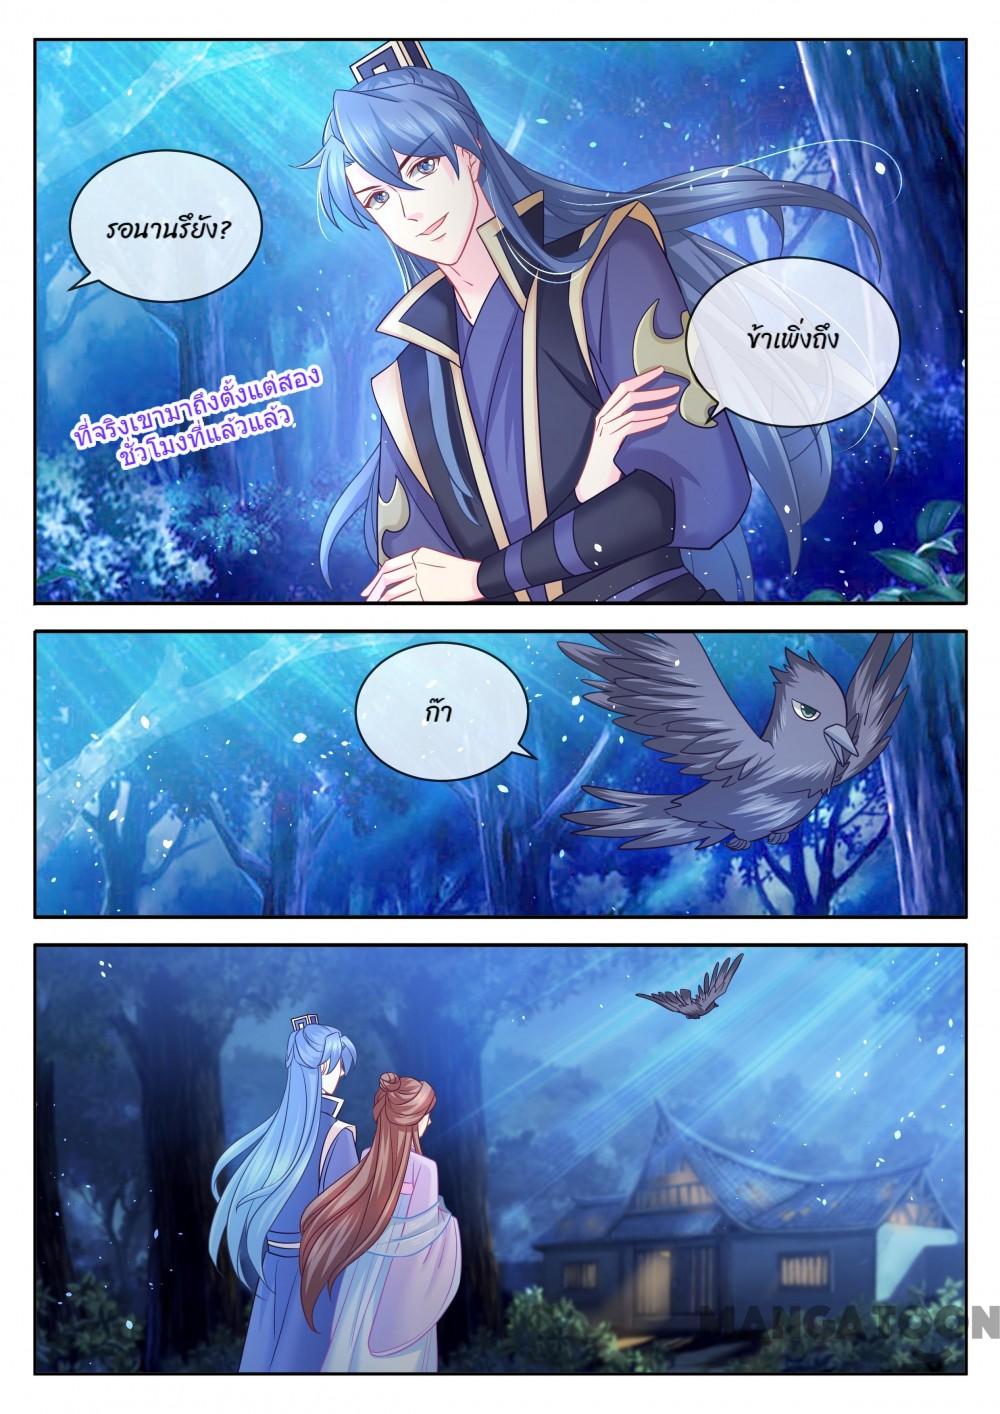 รอนานรึยัง?
ข้าเพิ่งถึง
ที่จริงเขามาถึงตั้งแต่สอง
ชั่วโมงที่แล้วแล้ว
ก๊า
MANGATOON